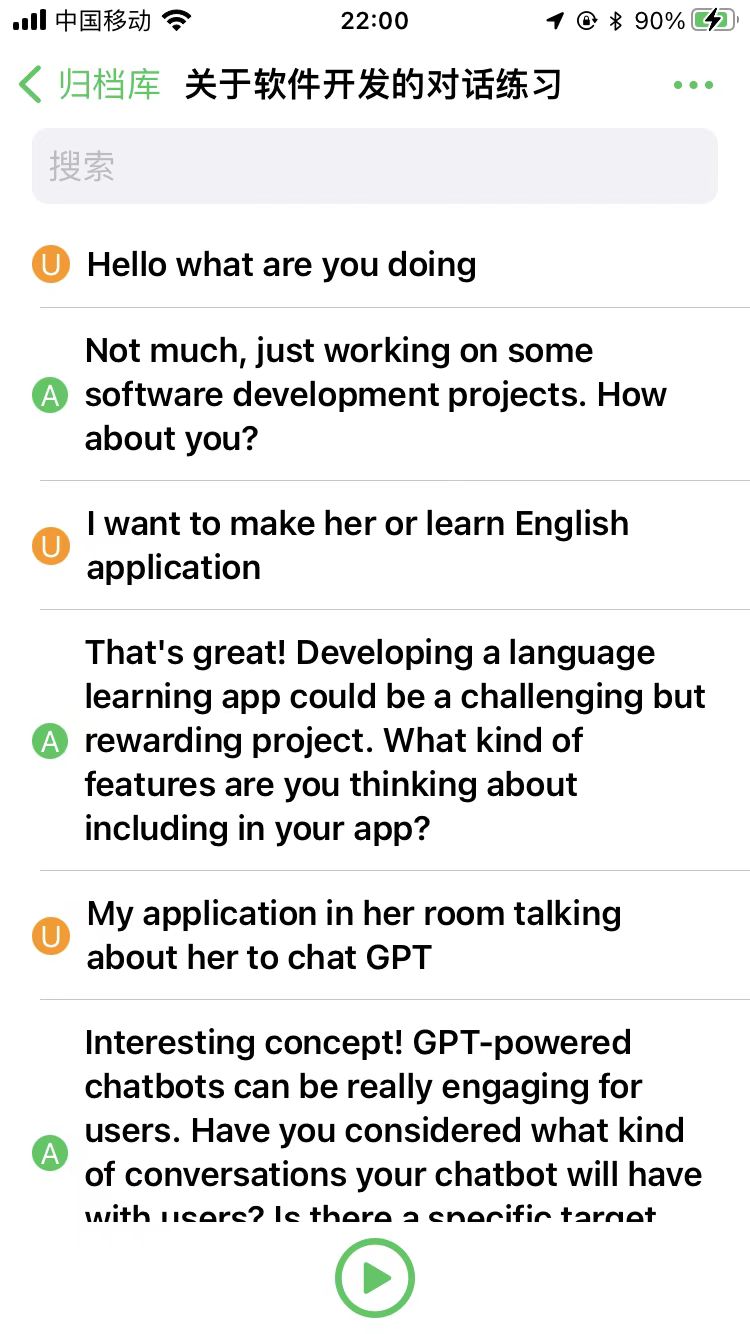 中国移动 22:00 90%
归档库 关于软件开发的对话练习
搜索
U Hello what are you doing
Not much, just working on some
A software development projects. How
about you?
I want to make her or learn English
U
application
That's great! Developing a language
learning app could be a challenging but
A rewarding project. What kind of
features are you thinking about
including in your app?
My application in her room talking
U
about her to chat GPT
Interesting concept! GPT-powered
chatbots can be really engaging for
users. Have you considered what kind
A
of conversations your chatbot will have
with users? Is there a specific target